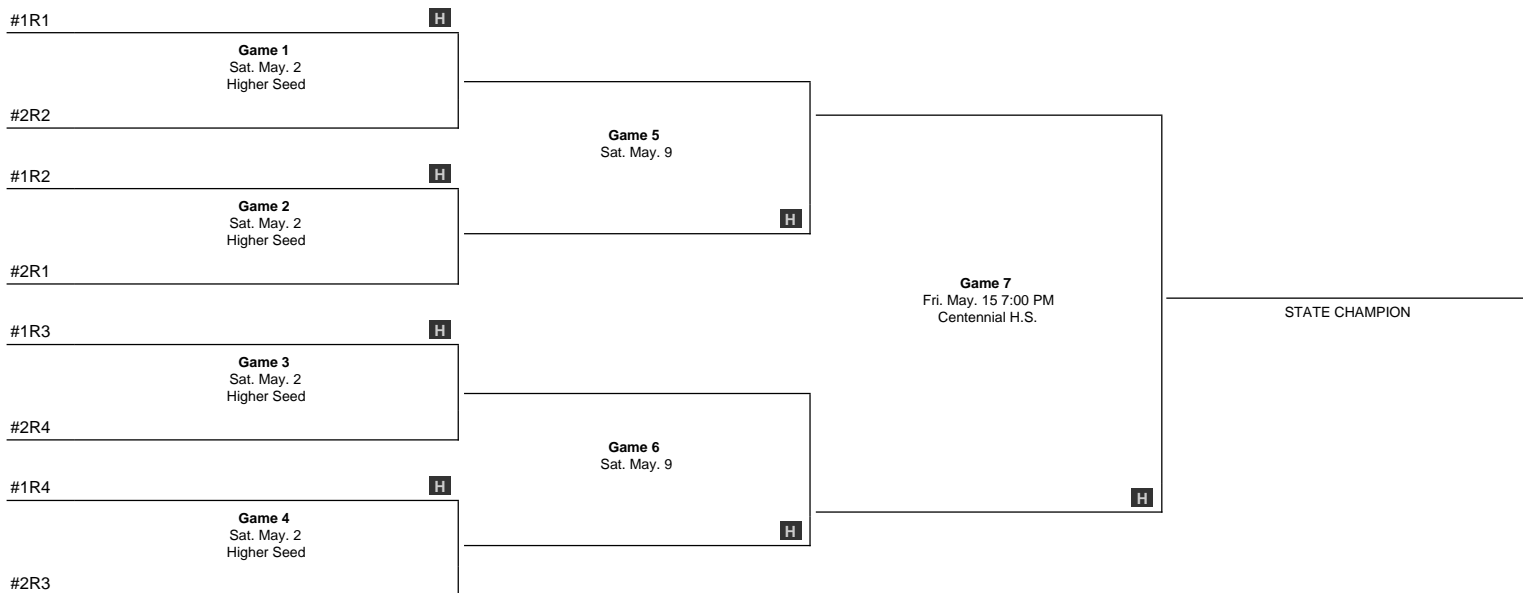 #1R1
H
Game 1
Sat. May. 2
Higher Seed
#2R2
#1R2
H
Game 2
Sat. May. 2
Higher Seed
#2R1
#1R3
H
Game 3
Sat. May. 2
Higher Seed
#2R4
#1R4
H
Game 4
Sat. May. 2
Higher Seed
#2R3
Game 5
Sat. May. 9
H
Game 6
Sat. May. 9
H
Game 7
Fri. May. 15 7:00 PM
Centennial H.S.
H
STATE CHAMPION